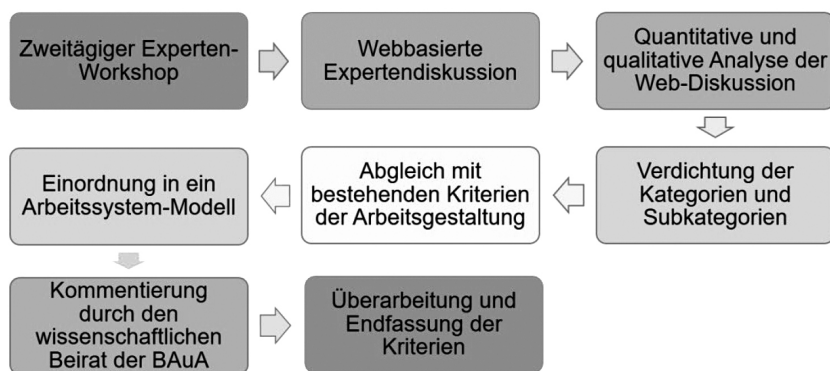 Zweitägiger Experten-
Workshop
Webbasierte
Expertendiskussion
Quantitative und
qualitative Analyse der
Web-Diskussion
Verdichtung der
Kategorien und
Subkategorien
Abgleich mit
bestehenden Kriterien
der Arbeitsgestaltung
Einordnung in ein
Arbeitssystem-Modell
Kommentierung
durch den
wissenschaftlichen
Beirat der BAuA
Überarbeitung und
Endfassung der
Kriterien